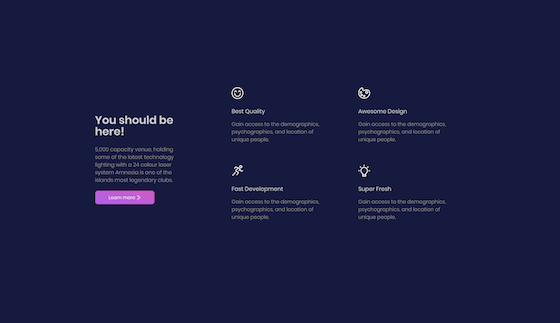 You should be
here!
5,000 capacity venue, holding
some of the latest technology
lighting with a 24 colour laser
system Amnesia is one of the
islands most legendary clubs.
Learn more
Best Quality
Gain access to the demographics,
psychographics, and location of
unique people.
Awesome Design
Gain access to the demographics,
psychographics, and location of
unique people.
Fast Development
Gain access to the demographics,
psychographics, and location of
unique people.
Super Fresh
Gain access to the demographics,
psychographics, and location of
unique people.